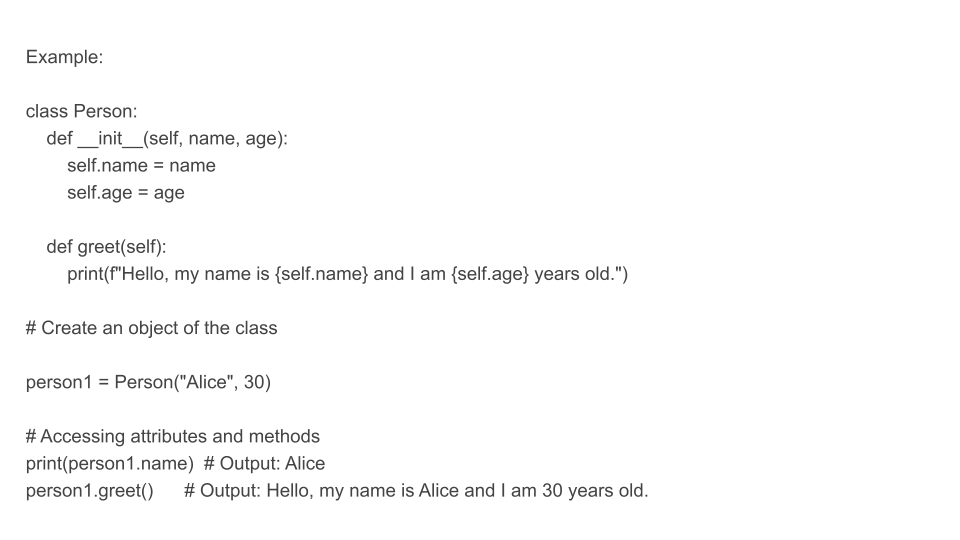 Example:
class Person:
def __init__(self, name, age):
self.name = name
self.age = age
def greet(self):
print(f"Hello, my name is {self.name} and I am {self.age} years old.")
# Create an object of the class
person1 = Person("Alice", 30)
# Accessing attributes and methods
print(person1.name)  # Output: Alice
person1.greet()      # Output: Hello, my name is Alice and I am 30 years old.